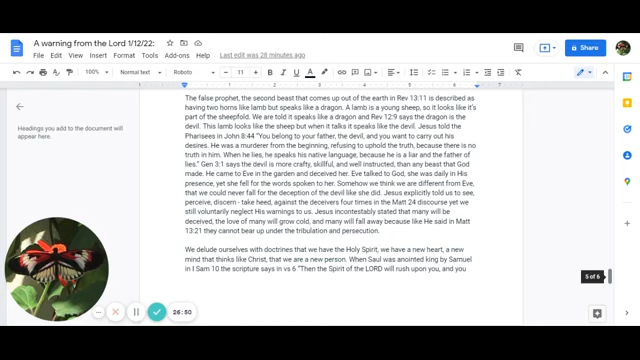 A warning from the Lord 1/12/22:
File Edit View Insert Format Tools Add-ons Help Last edit was 28 minutes ago
Share
100% Normal text Roboto 11
The false prophet, the second beast that comes up out of the earth in Rev 13:11 is described as
having two horns like lamb but speaks like a dragon. A lamb is a young sheep, so it looks like it's
part of the sheepfold. We are told it speaks like a dragon and Rev 12:9 says the dragon is the
devil. This lamb looks like the sheep but when it talks it speaks like the devil. Jesus told the
Pharisees in John 8:44 "You belong to your father, the devil, and you want to carry out his
desires. He was a murderer from the beginning, refusing to uphold the truth, because there is no
truth in him. When he lies, he speaks his native language, because he is a liar and the father of
lies." Gen 3:1 says the devil is more crafty, skillful, and well instructed, than any beast that God
made. He came to Eve in the garden and deceived her. Eve talked to God, she was daily in His
presence, yet she fell for the words spoken to her. Somehow we think we are different from Eve,
that we could never fall for the deception of the devil like she did. Jesus explicitly told us to see,
perceive, discern - take heed, against the deceivers four times in the Matt 24 discourse yet we
still voluntarily neglect His warnings to us. Jesus incontestably stated that many will be
deceived, the love of many will grow cold, and many will fall away because like He said in Matt
13:21 they cannot bear up under the tribulation and persecution.
We delude ourselves with doctrines that we have the Holy Spirit, we have a new heart, a new
mind that thinks like Christ, that we are a new person. When Saul was anointed king by Samuel
in I Sam 10 the scripture says in vs 6 "Then the Spirit of the LORD will rush upon you, and you
Headings you add to the document will
appear here.
5 of 6
26:50